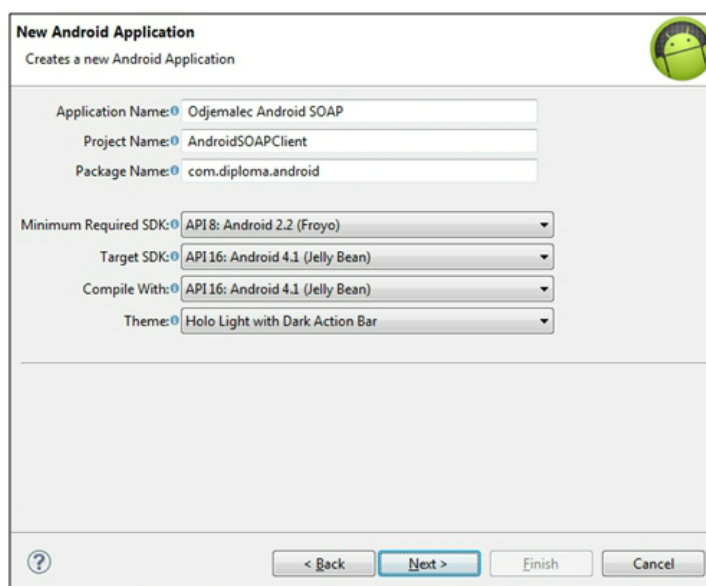 New Android Application
Creates a new Android Application
Application Name: Odjemalec Android SOAP
Project Name: AndroidSOAPClient
Package Name: com.diploma.android
Minimum Required SDK: API 8: Android 2.2 (Froyo)
Target SDK: API 16: Android 4.1 (Jelly Bean)
Compile With: API 16: Android 4.1 (Jelly Bean)
Theme: Holo Light with Dark Action Bar
? < Back Next > Finish Cancel